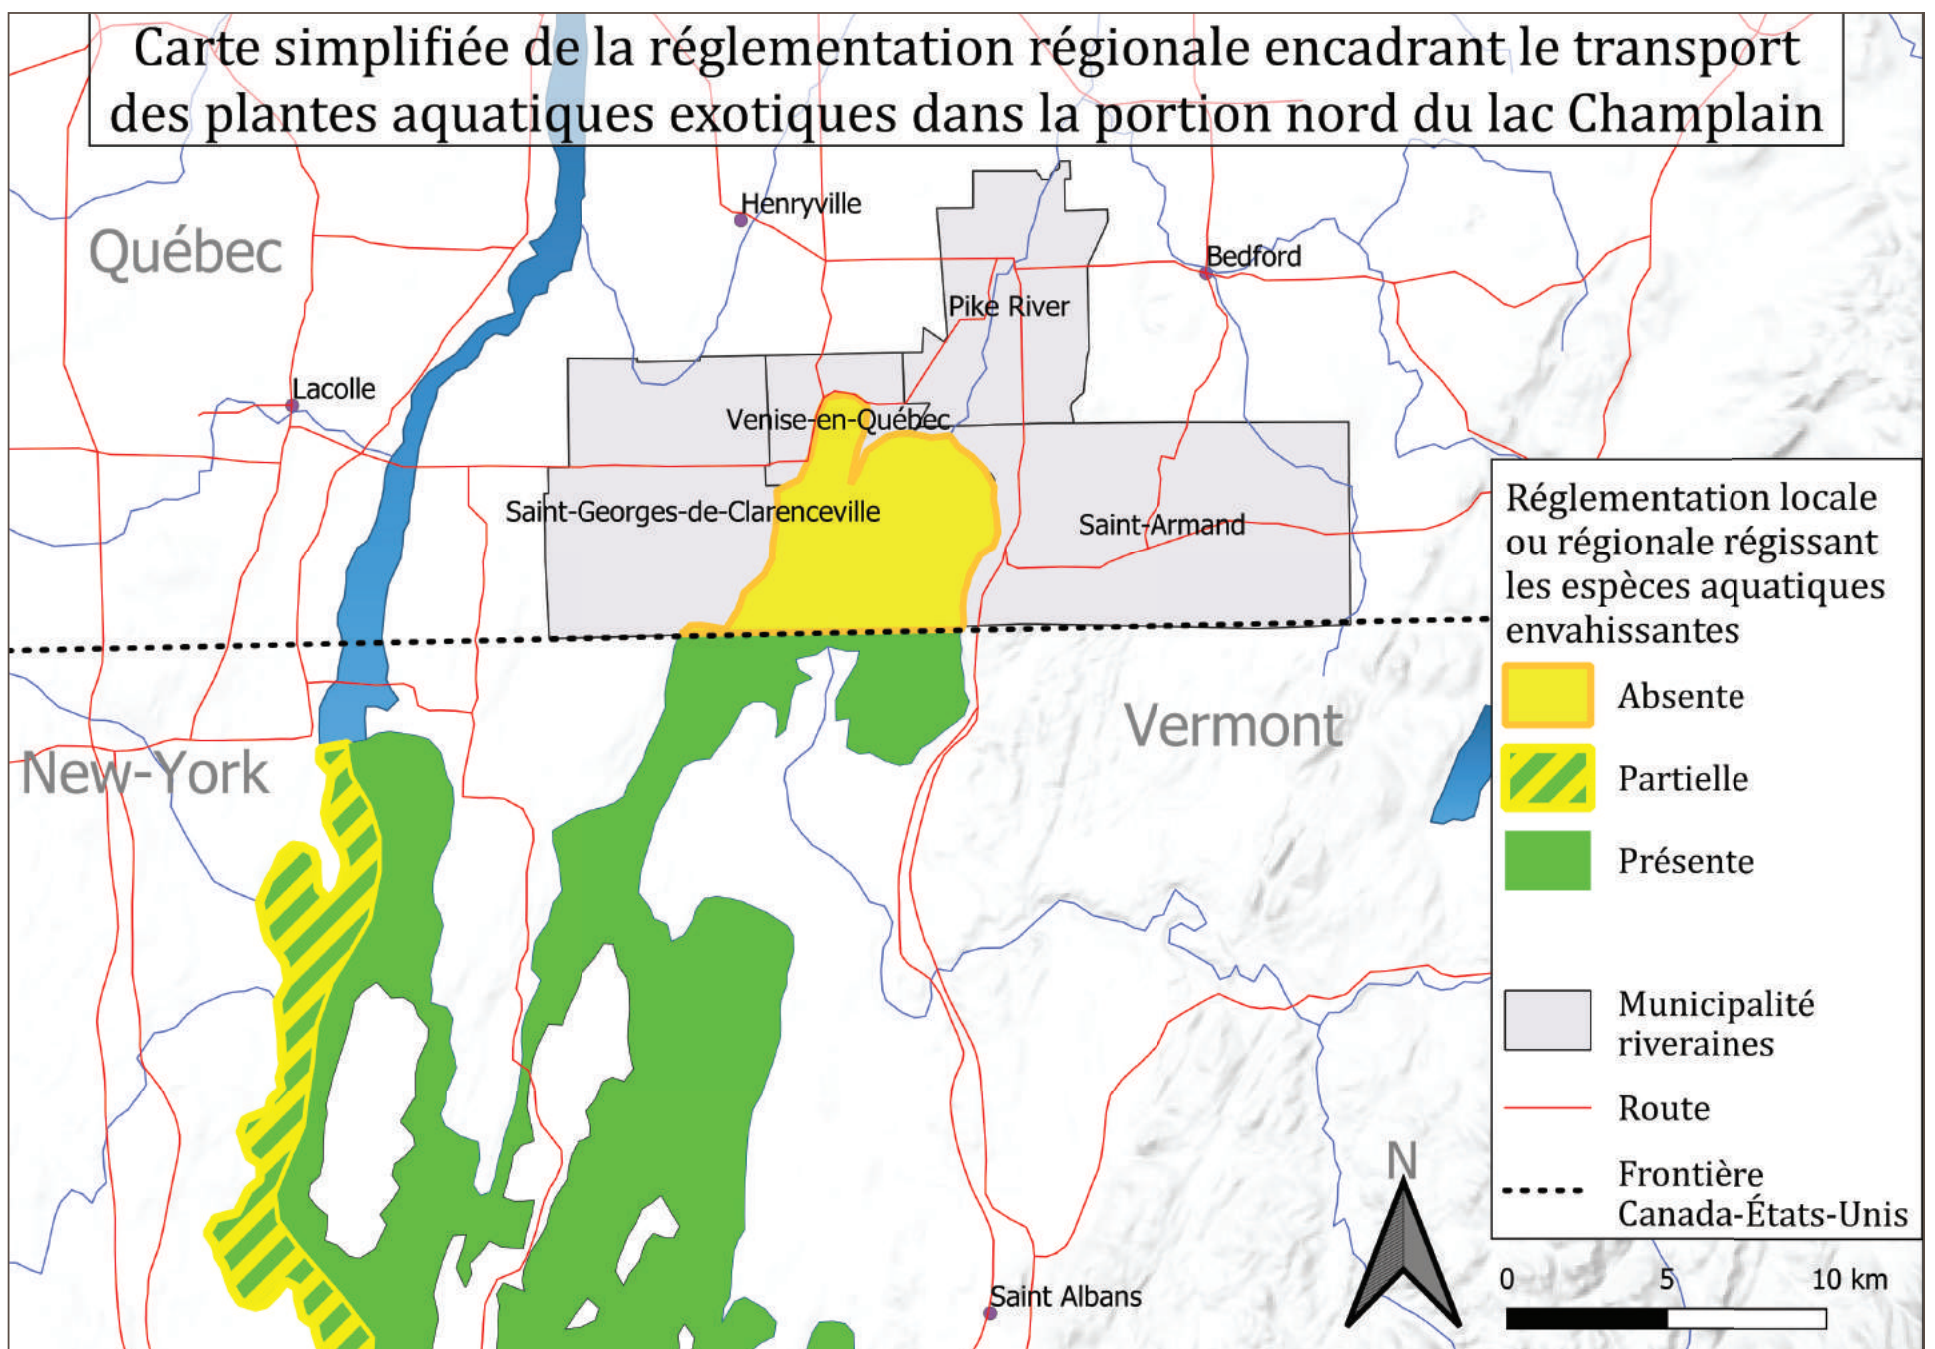 Carte simplifiée de la réglementation régionale encadrant le transport
des plantes aquatiques exotiques dans la portion nord du lac Champlain
Henryville
Québec
Bedford
Pike River
Lacolle
Venise-en-Québec
Saint-Georges-de-Clarenceville
Saint-Armand
Vermont
New-York
Saint Albans
Réglementation locale
ou régionale régissant
les espèces aquatiques
envahissantes
Absente
Partielle
Présente
Municipalité
riveraines
Route
Frontière
Canada-États-Unis
N
0 5 10 km